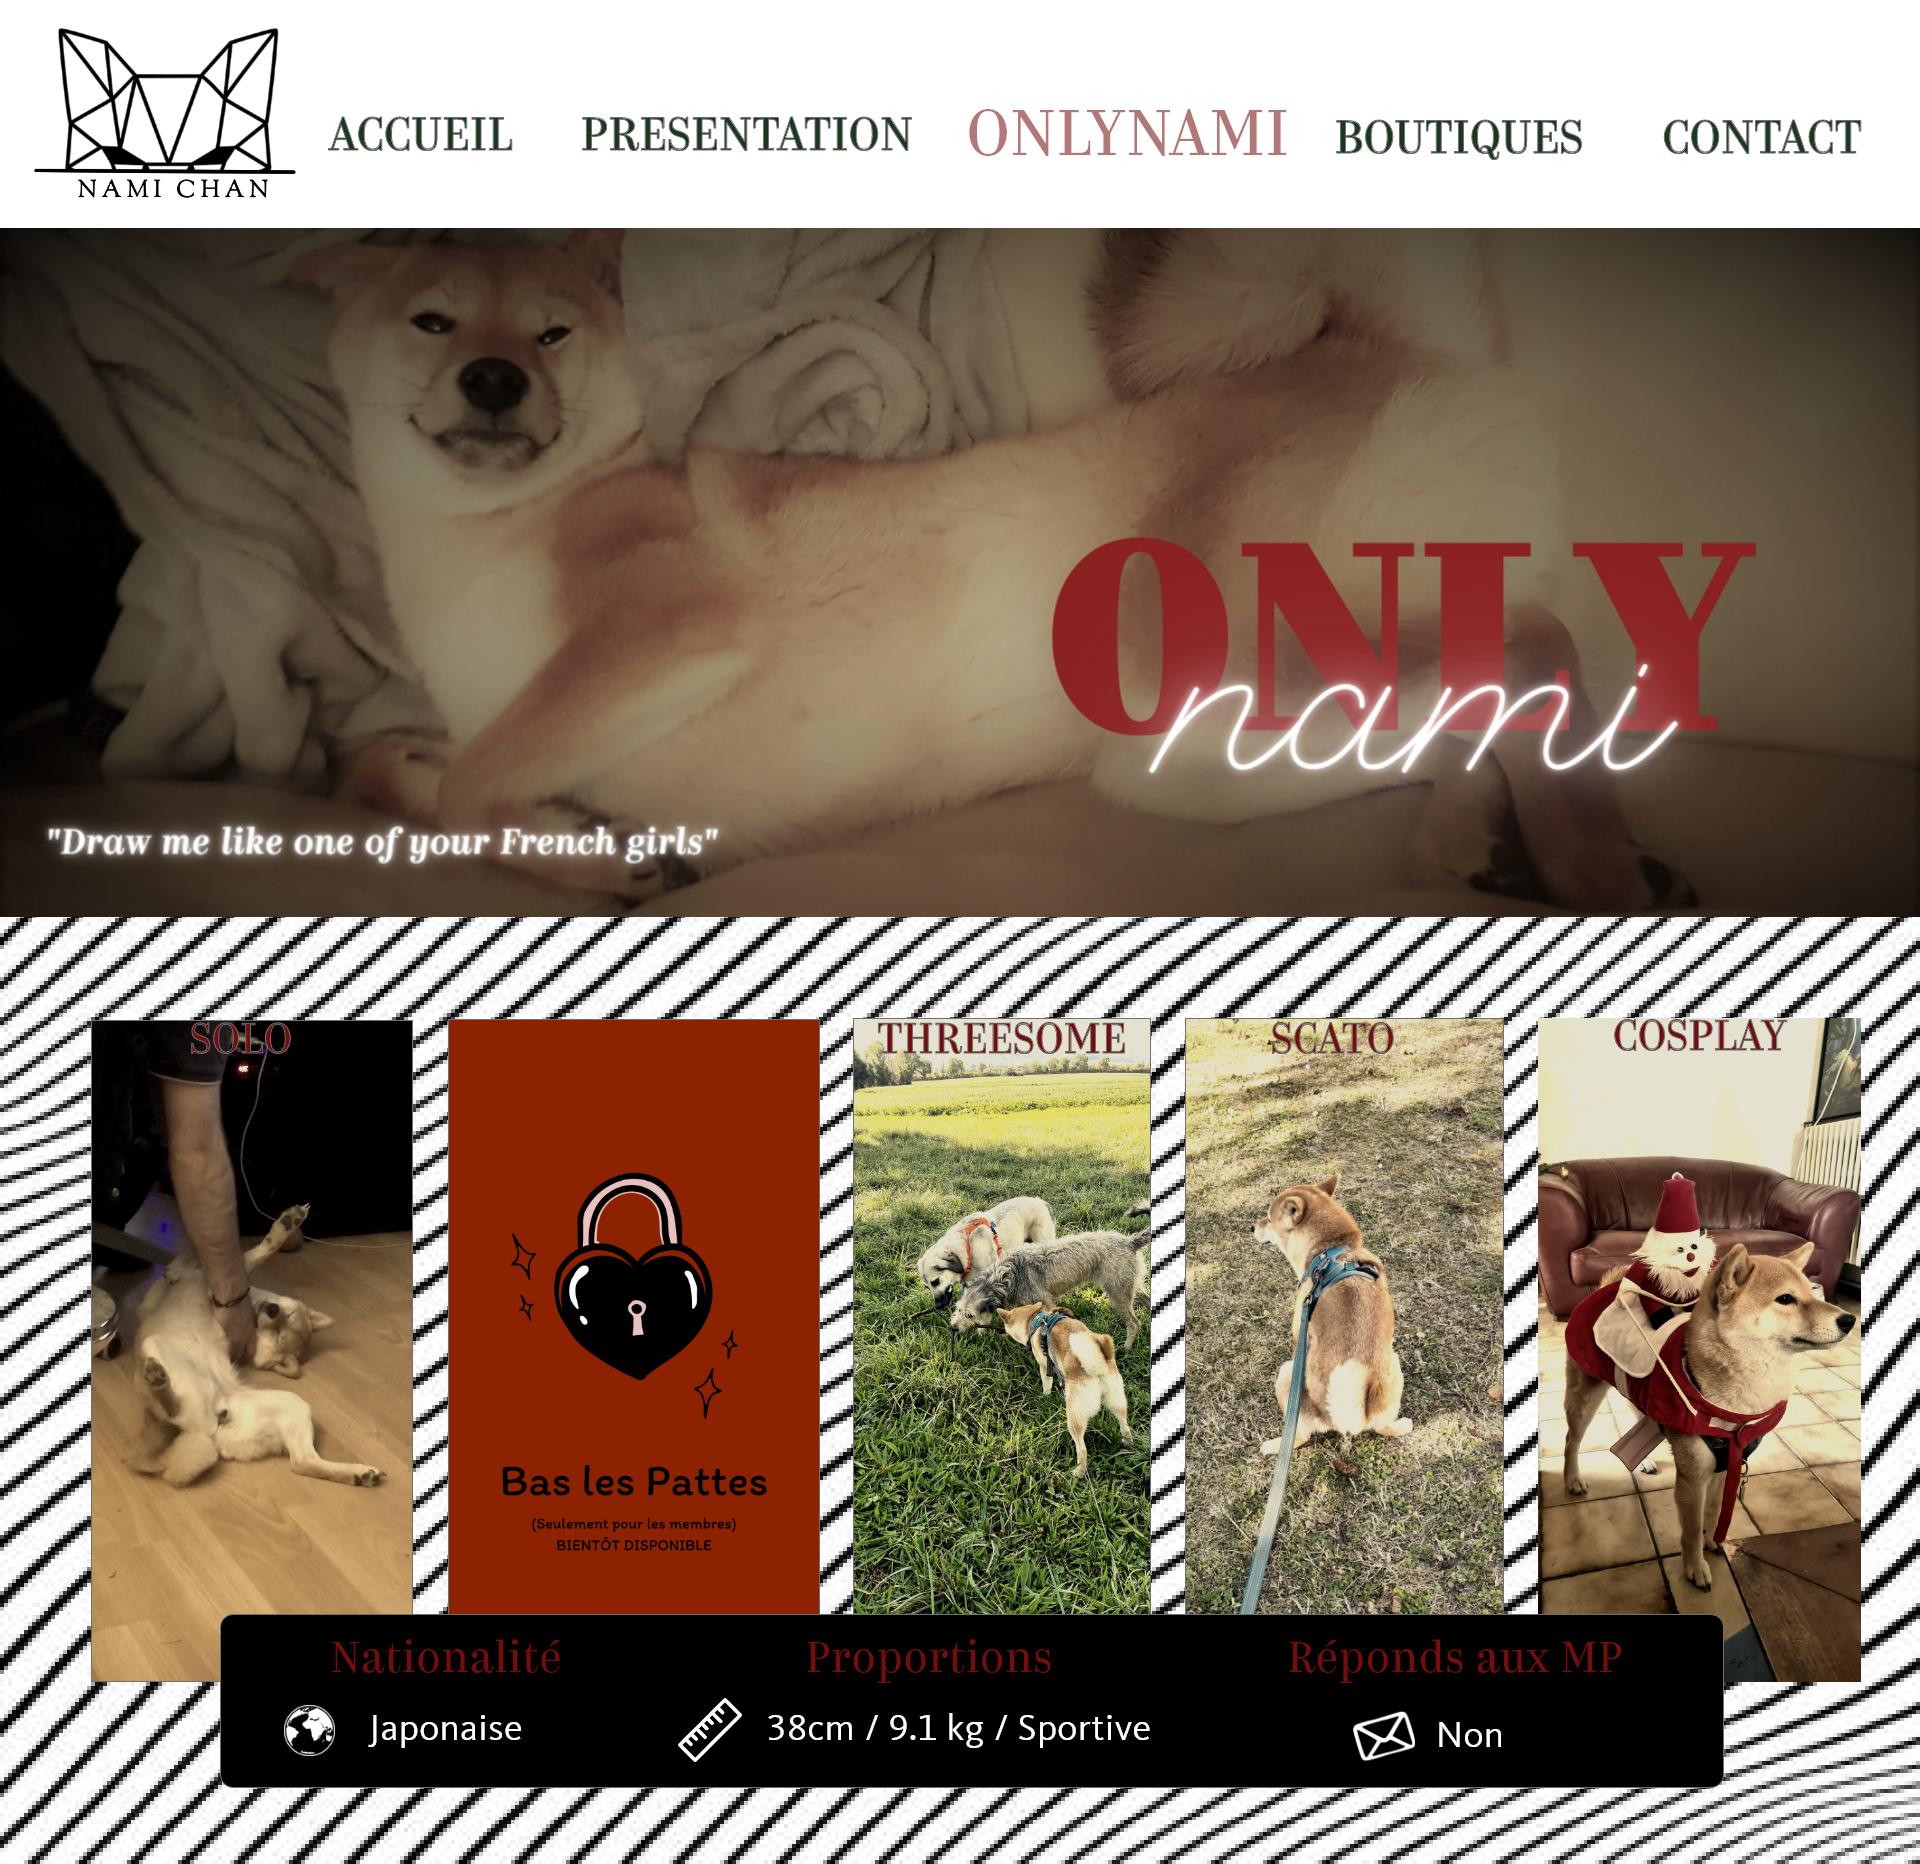 NAMI CHAN
ACCUEIL
PRESENTATION
ONLYNAMI
BOUTIQUES
CONTACT
ONLY
nami
"Draw me like one of your French girls"
SOLO
THREESOME
SCATO
COSPLAY
Bas les Pattes
(Seulement pour les membres)
BIENTÔT DISPONIBLE
Nationalité
Proportions
Réponds aux MP
Japonaise
38cm / 9.1 kg / Sportive
Non